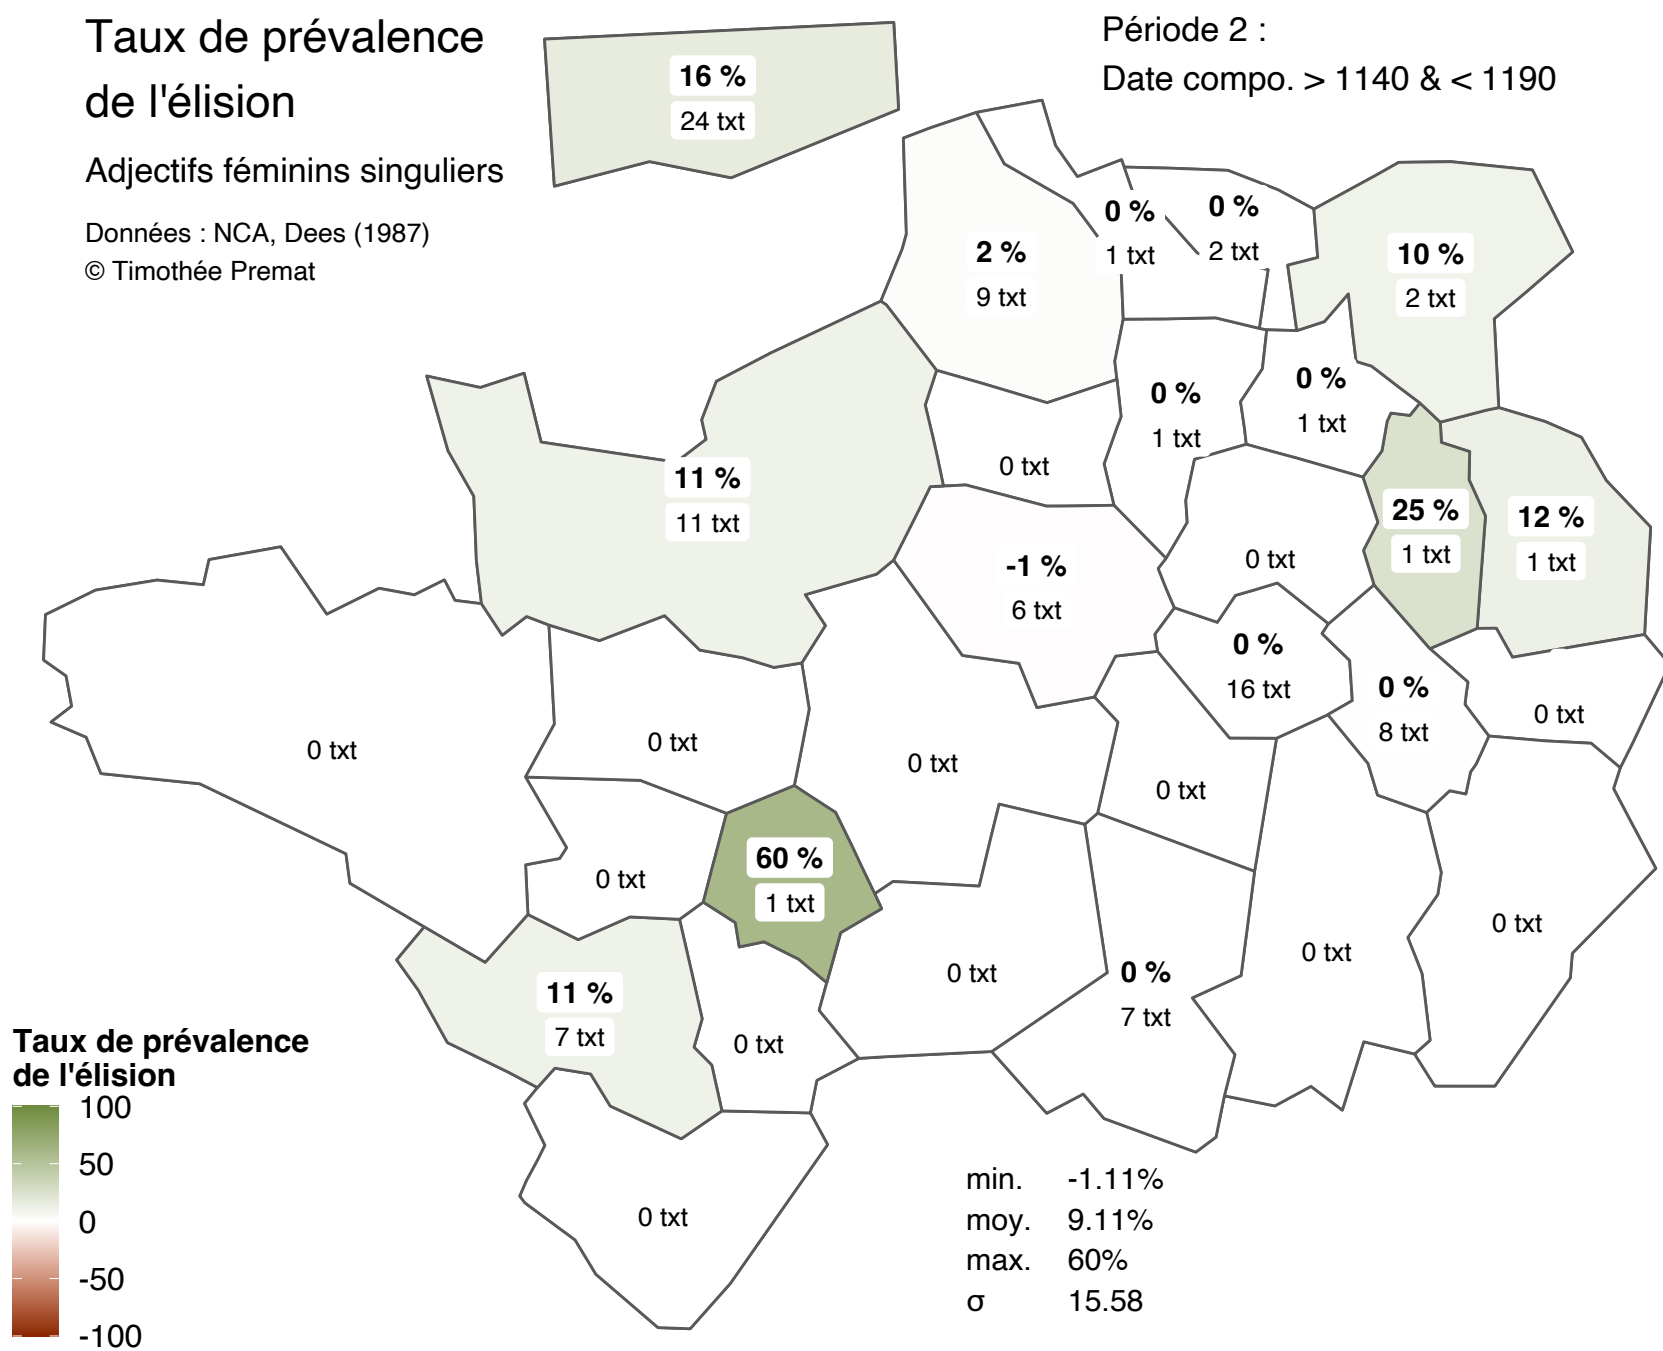 Taux de prévalence
de l'élision
Adjectifs féminins singuliers
Données : NCA, Dees (1987)
© Timothée Premat
Période 2 :
Date compo. > 1140 & < 1190
16 %
24 txt
2 %
9 txt
0 %
1 txt
0 %
2 txt
10 %
2 txt
11 %
11 txt
0 txt
0 %
1 txt
0 %
1 txt
25 %
1 txt
12 %
1 txt
-1 %
6 txt
0 txt
0 %
16 txt
0 %
8 txt
0 txt
0 txt
0 txt
0 txt
0 txt
0 txt
60 %
1 txt
0 txt
0 txt
0 txt
0 %
7 txt
11 %
7 txt
0 txt
0 txt
0 txt
Taux de prévalence
de l'élision
100
50
0
-50
-100
min. -1.11%
moy. 9.11%
max. 60%
σ 15.58